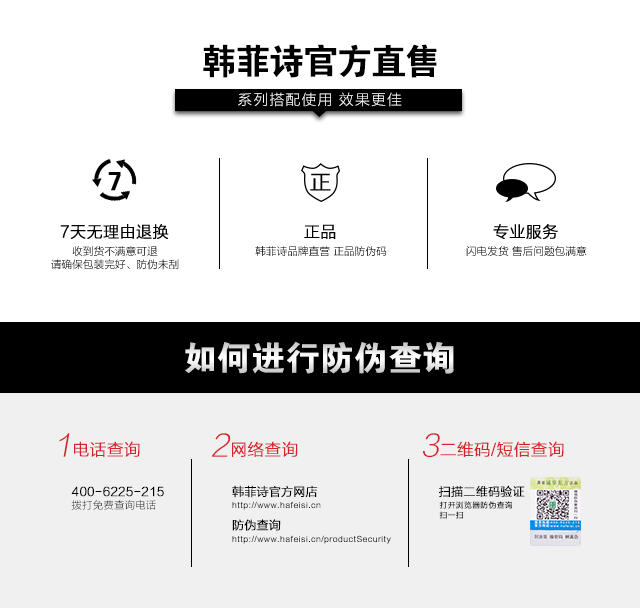 韩菲诗官方直售
系列搭配使用 效果更佳
7
正
7天无理由退换
收到货不满意可退
请确保包装完好、防伪未刮
正品
韩菲诗品牌直营 正品防伪码
专业服务
闪电发货 售后问题包满意
如何进行防伪查询
1电话查询
400-6225-215
拨打免费查询电话
2网络查询
韩菲诗官方网店
http://www.hafeisi.cn
防伪查询
http://www.hafeisi.cn/productSecurity
3二维码/短信查询
扫描二维码验证
打开浏览器防伪查询
扫一扫